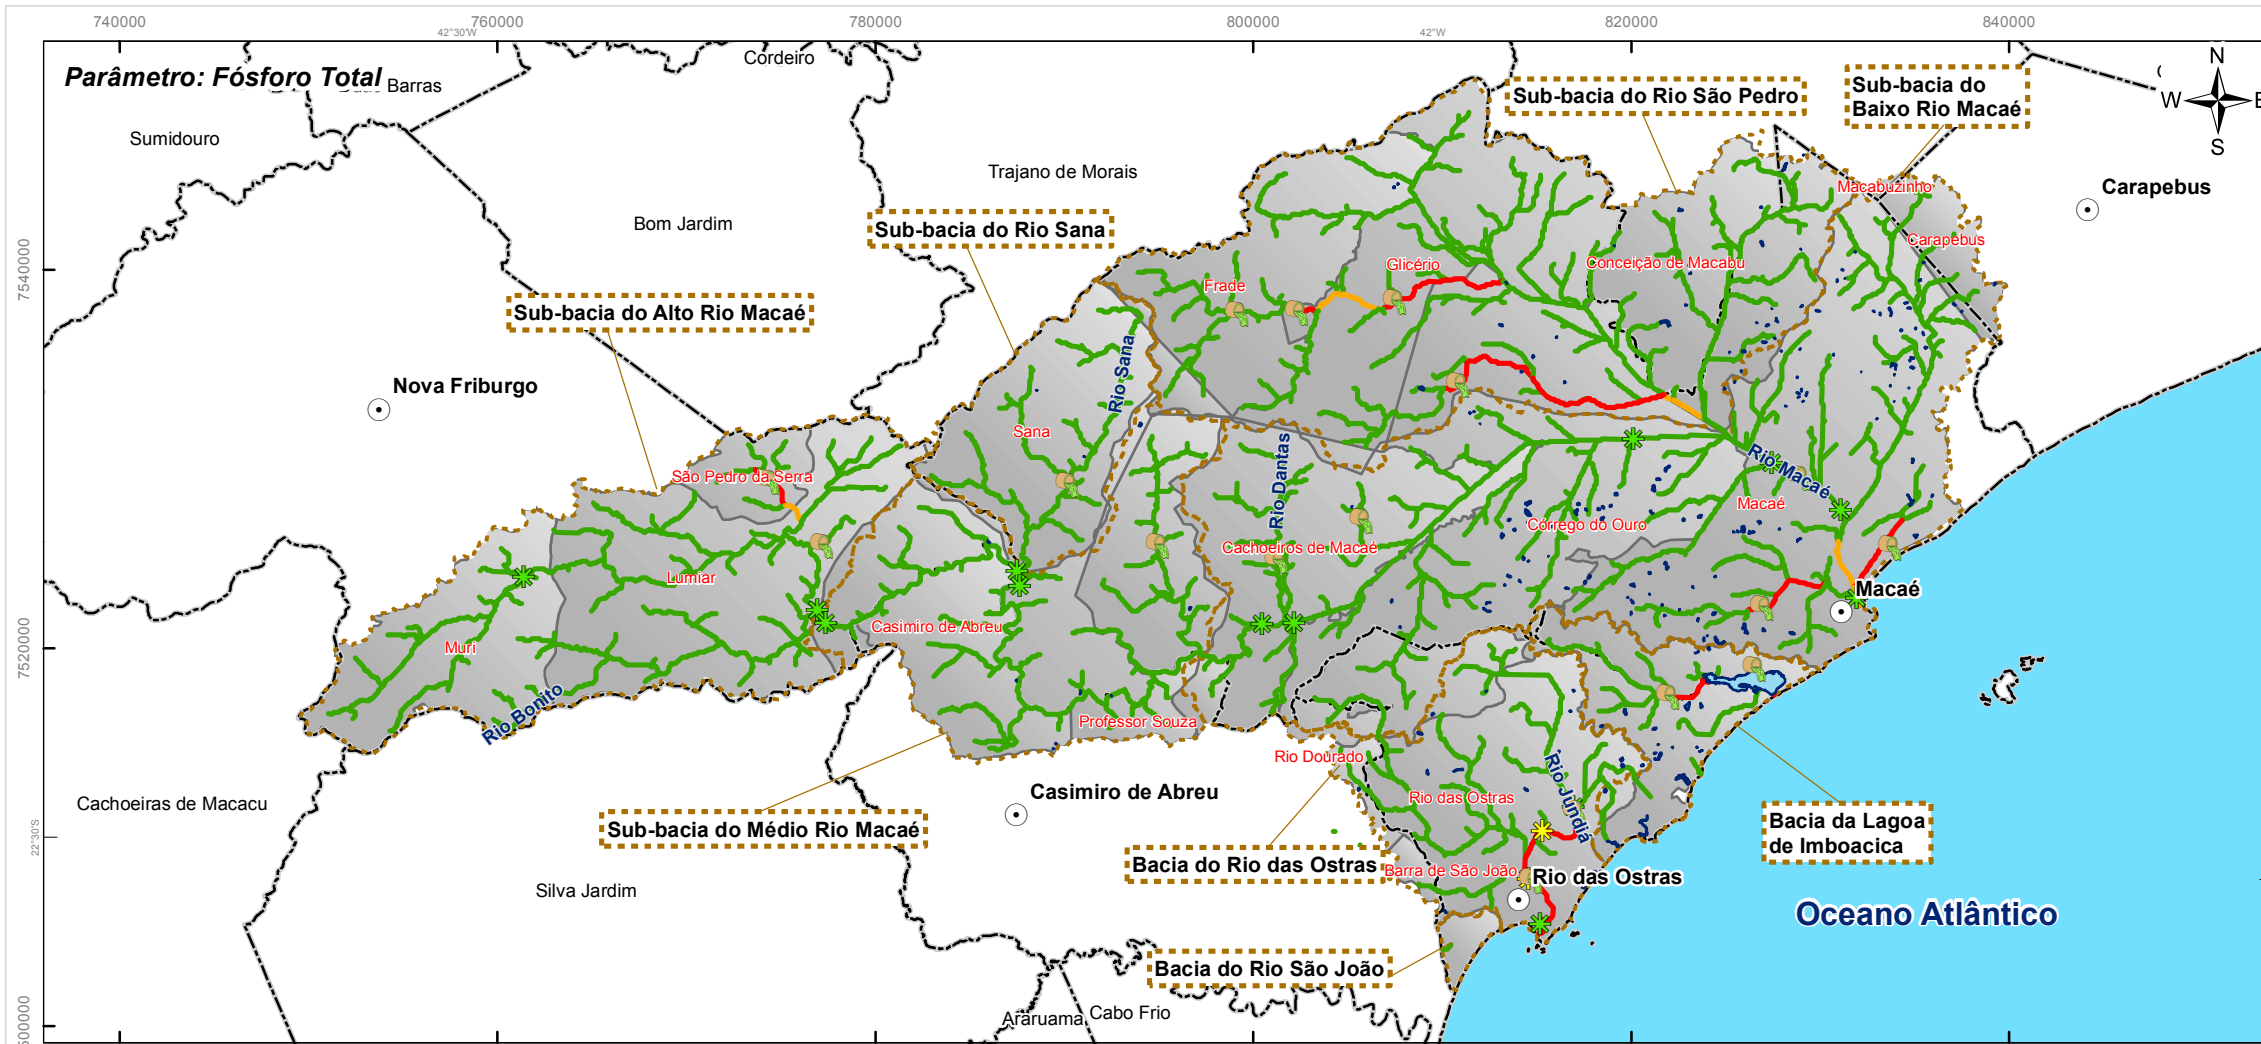 740000
760000
780000
800000
820000
840000
42°30'W
42°W
Parâmetro: Fósforo Total
Barras
Cordeiro
Sumidouro
Trajano de Morais
Bom Jardim
Sub-bacia do Rio São Pedro
Sub-bacia do
Baixo Rio Macaé
N
W
E
S
Carapebus
Macabuzinho
Carapebus
Sub-bacia do Rio Sana
Conceição de Macabu
Glicério
Frade
7540000
Sub-bacia do Alto Rio Macaé
Nova Friburgo
Rio Sana
Sana
São Pedro da Serra
Rio Dantas
Rio Macaé
Macaé
Córrego do Ouro
Cachoeiros de Macaé
Lumiar
Macaé
Casimiro de Abreu
Muri
7520000
Rio Bonito
Professor Souza
Rio Dourado
Rio Jundiá
Rio das Ostras
Cachoeiras de Macacu
Casimiro de Abreu
Sub-bacia do Médio Rio Macaé
Bacia da Lagoa
de Imboacica
22°30'S
Bacia do Rio das Ostras
Barra de São João
Rio das Ostras
Silva Jardim
Oceano Atlântico
Bacia do Rio São João
Araruama
Cabo Frio